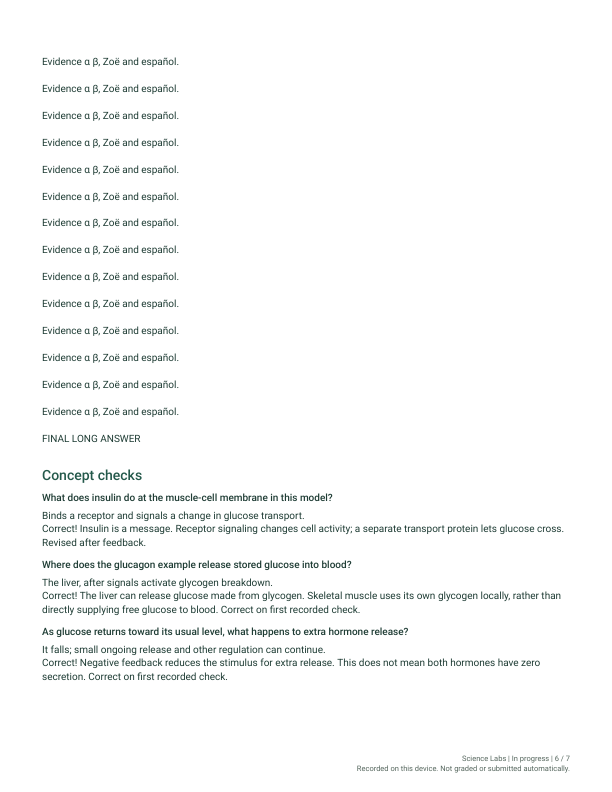 Evidence α β, Zoë and español.
Evidence α β, Zoë and español.
Evidence α β, Zoë and español.
Evidence α β, Zoë and español.
Evidence α β, Zoë and español.
Evidence α β, Zoë and español.
Evidence α β, Zoë and español.
Evidence α β, Zoë and español.
Evidence α β, Zoë and español.
Evidence α β, Zoë and español.
Evidence α β, Zoë and español.
Evidence α β, Zoë and español.
Evidence α β, Zoë and español.
Evidence α β, Zoë and español.
FINAL LONG ANSWER
Concept checks
What does insulin do at the muscle-cell membrane in this model?
Binds a receptor and signals a change in glucose transport.
Correct! Insulin is a message. Receptor signaling changes cell activity; a separate transport protein lets glucose cross.
Revised after feedback.
Where does the glucagon example release stored glucose into blood?
The liver, after signals activate glycogen breakdown.
Correct! The liver can release glucose made from glycogen. Skeletal muscle uses its own glycogen locally, rather than
directly supplying free glucose to blood. Correct on first recorded check.
As glucose returns toward its usual level, what happens to extra hormone release?
It falls; small ongoing release and other regulation can continue.
Correct! Negative feedback reduces the stimulus for extra release. This does not mean both hormones have zero
secretion. Correct on first recorded check.
Science Labs | In progress | 6 / 7
Recorded on this device. Not graded or submitted automatically.